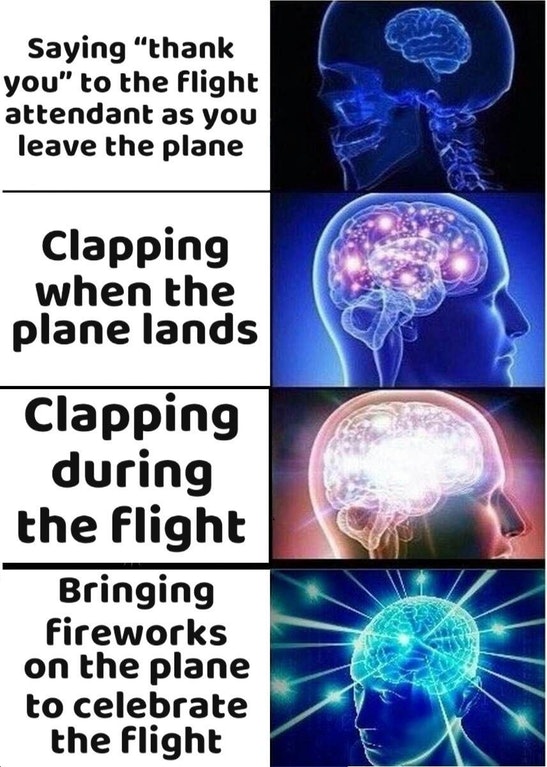 Saying “thank
you” to the flight
attendant as you
leave the plane
Clapping
when the
plane lands
Clapping
during
the flight
Bringing
fireworks
on the plane
to celebrate
the flight